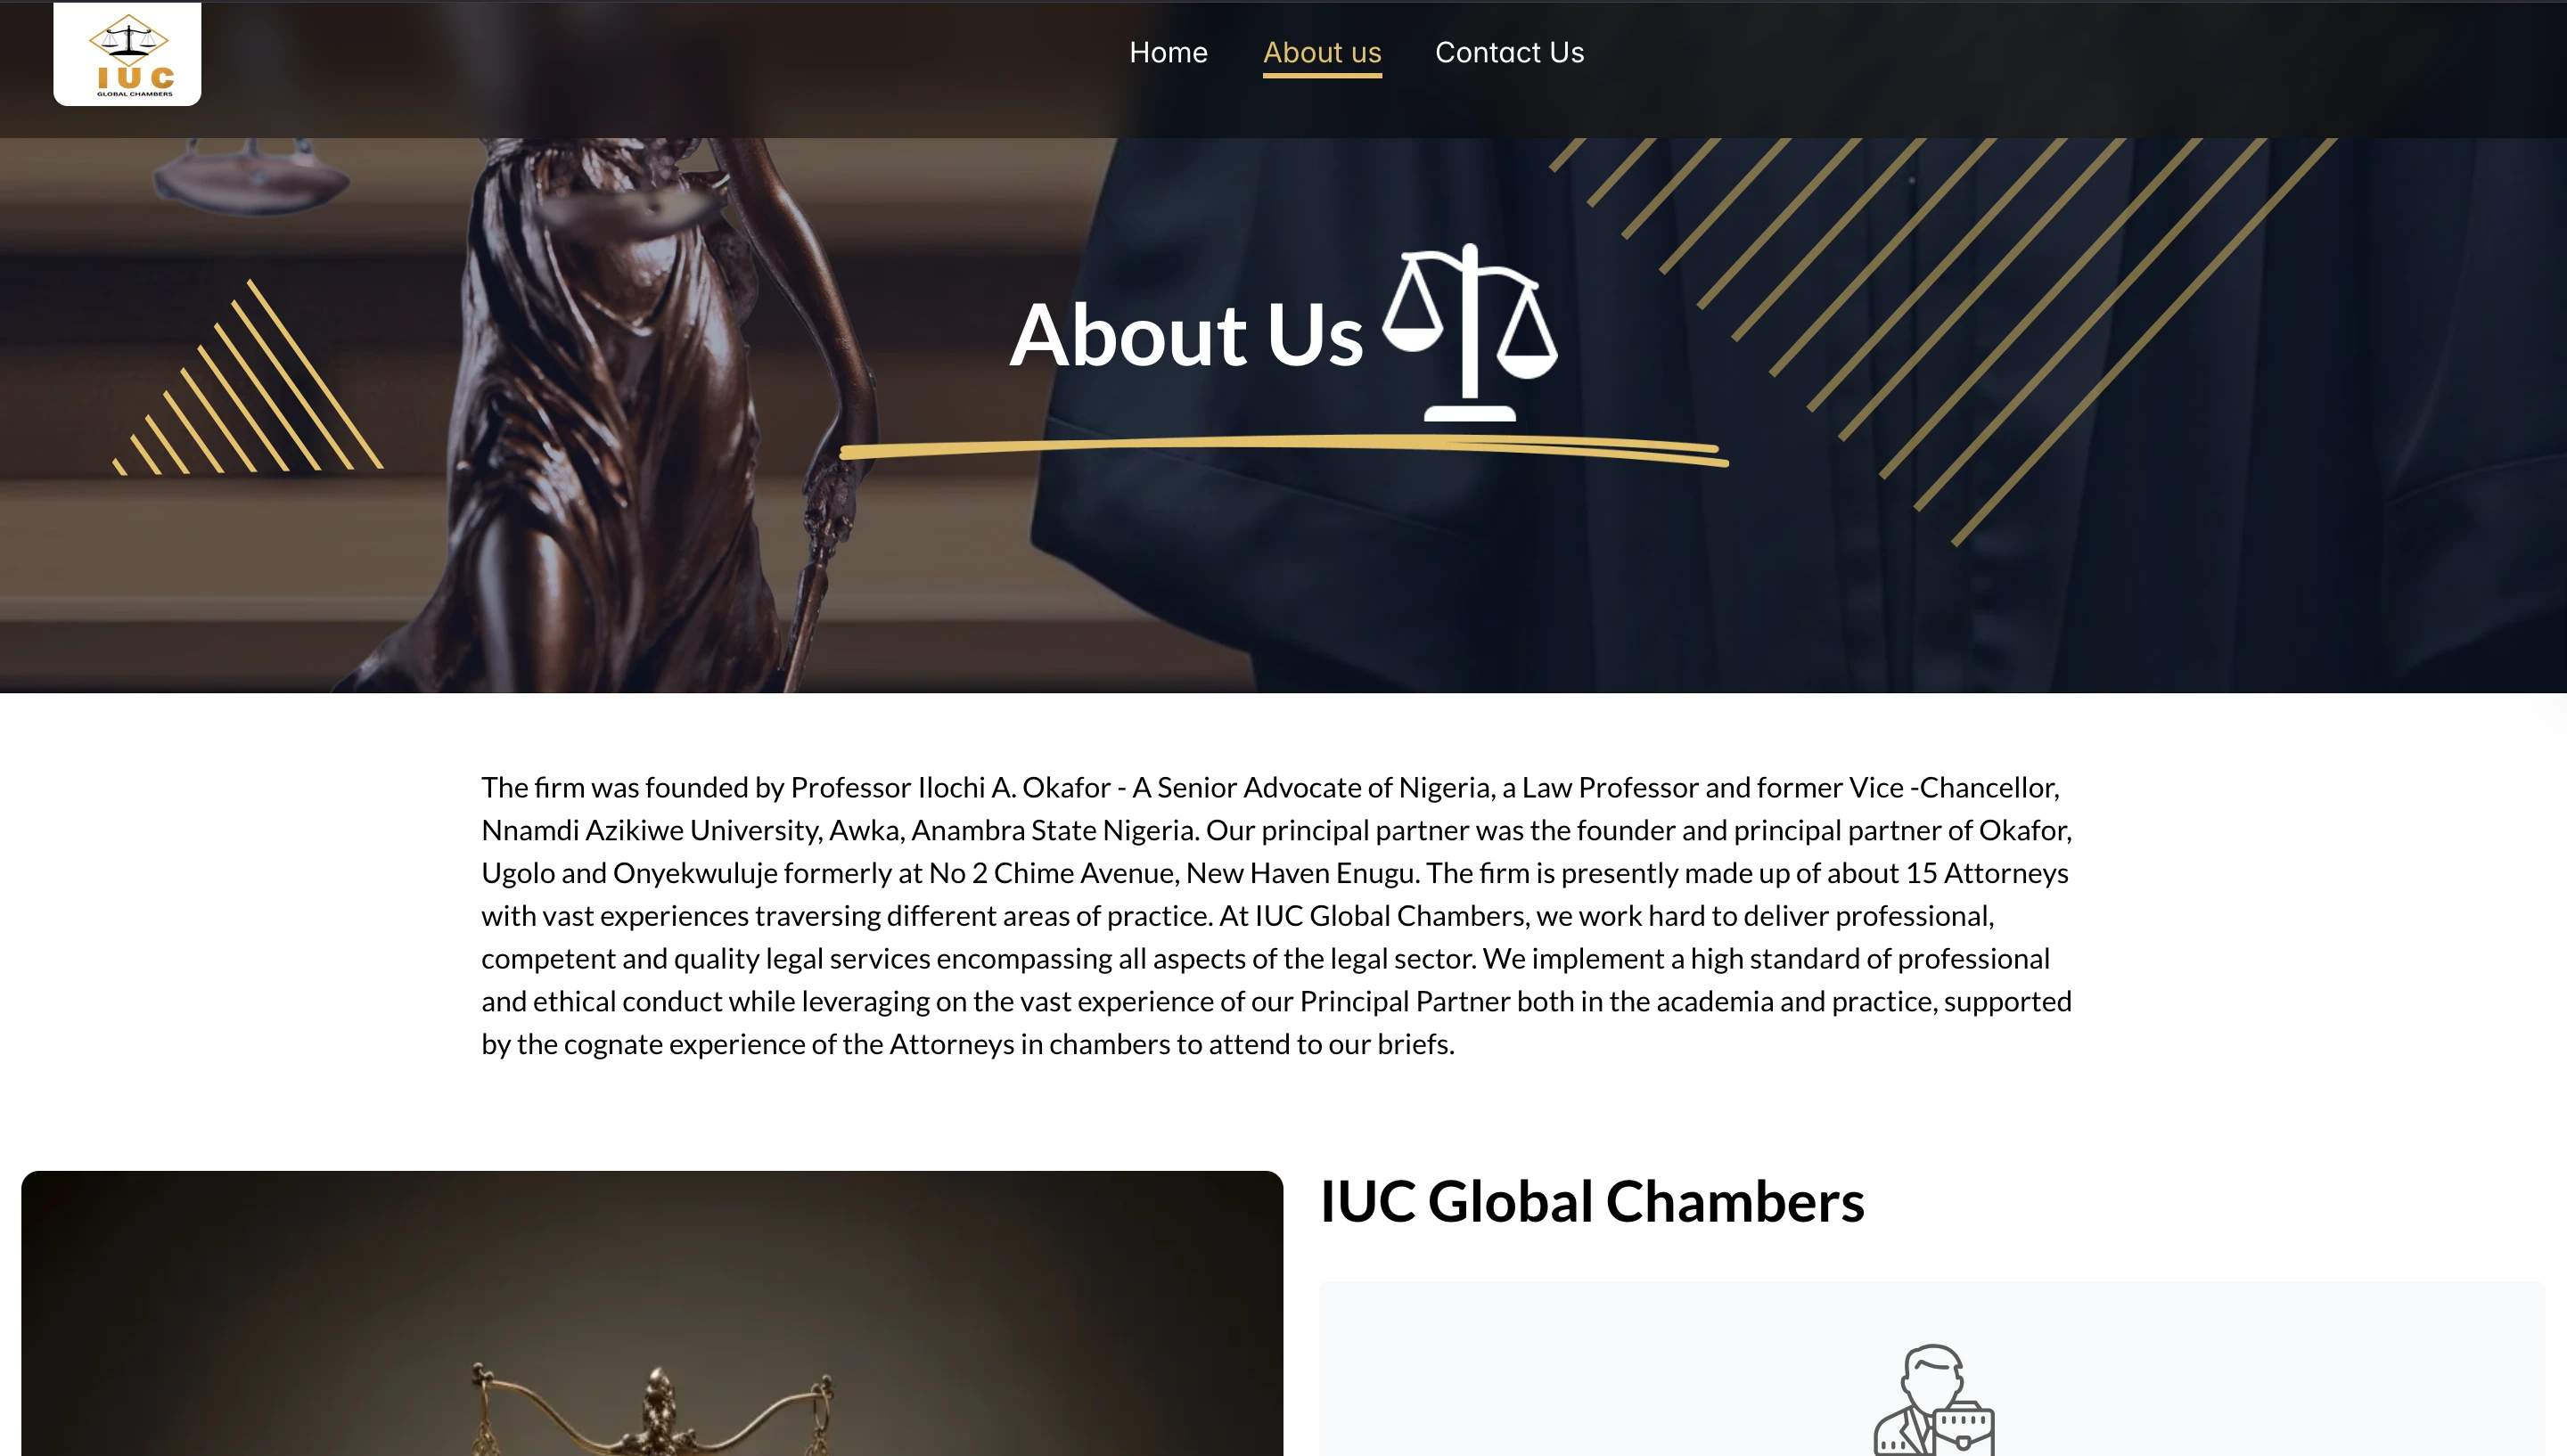 IUC
GLOBAL CHAMBERS
Home
About us
Contact Us
About Us
The firm was founded by Professor Ilochi A. Okafor - A Senior Advocate of Nigeria, a Law Professor and former Vice -Chancellor,
Nnamdi Azikiwe University, Awka, Anambra State Nigeria. Our principal partner was the founder and principal partner of Okafor,
Ugolo and Onyekwuluje formerly at No 2 Chime Avenue, New Haven Enugu. The firm is presently made up of about 15 Attorneys
with vast experiences traversing different areas of practice. At IUC Global Chambers, we work hard to deliver professional,
competent and quality legal services encompassing all aspects of the legal sector. We implement a high standard of professional
and ethical conduct while leveraging on the vast experience of our Principal Partner both in the academia and practice, supported
by the cognate experience of the Attorneys in chambers to attend to our briefs.
IUC Global Chambers